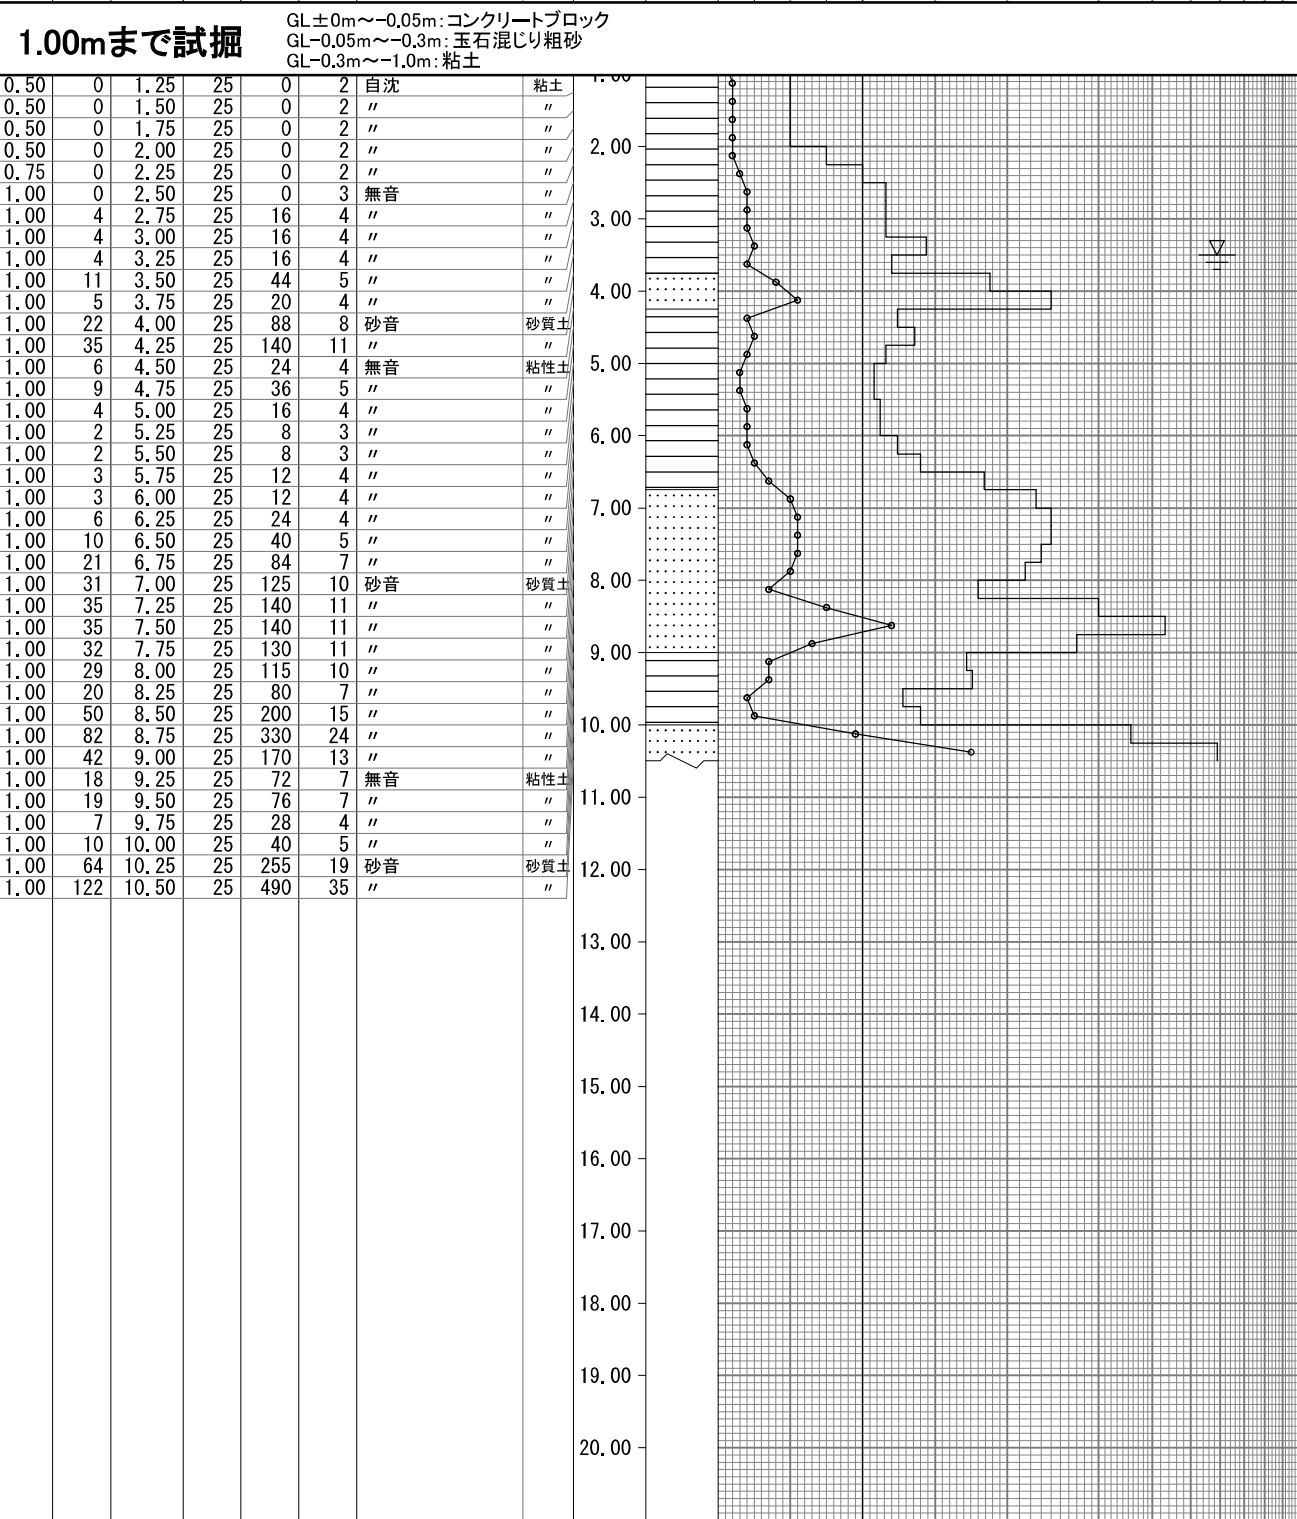 1.00mまで試掘
GL±0m～-0.05m:コンクリートブロック
GL-0.05m～-0.3m:玉石混じり粗砂
GL-0.3m～-1.0m:粘土
0.50 0 1.25 25 0 2 自沈 粘土
0.50 0 1.50 25 0 2 〃 〃
0.50 0 1.75 25 0 2 〃 〃
0.50 0 2.00 25 0 2 〃 〃
0.75 0 2.25 25 0 2 〃 〃
1.00 0 2.50 25 0 3 無音 〃
1.00 4 2.75 25 16 4 〃 〃
1.00 4 3.00 25 16 4 〃 〃
1.00 4 3.25 25 16 4 〃 〃
1.00 11 3.50 25 44 5 〃 〃
1.00 5 3.75 25 20 4 〃 〃
1.00 22 4.00 25 88 8 砂音 砂質土
1.00 35 4.25 25 140 11 〃 〃
1.00 6 4.50 25 24 4 無音 粘性土
1.00 9 4.75 25 36 5 〃 〃
1.00 4 5.00 25 16 4 〃 〃
1.00 2 5.25 25 8 3 〃 〃
1.00 2 5.50 25 8 3 〃 〃
1.00 3 5.75 25 12 4 〃 〃
1.00 3 6.00 25 12 4 〃 〃
1.00 6 6.25 25 24 4 〃 〃
1.00 10 6.50 25 40 5 〃 〃
1.00 21 6.75 25 84 7 〃 〃
1.00 31 7.00 25 125 10 砂音 砂質土
1.00 35 7.25 25 140 11 〃 〃
1.00 35 7.50 25 140 11 〃 〃
1.00 32 7.75 25 130 11 〃 〃
1.00 29 8.00 25 115 10 〃 〃
1.00 20 8.25 25 80 7 〃 〃
1.00 50 8.50 25 200 15 〃 〃
1.00 82 8.75 25 330 24 〃 〃
1.00 42 9.00 25 170 13 〃 〃
1.00 18 9.25 25 72 7 無音 粘性土
1.00 19 9.50 25 76 7 〃 〃
1.00 7 9.75 25 28 4 〃 〃
1.00 10 10.00 25 40 5 〃 〃
1.00 64 10.25 25 255 19 砂音 砂質土
1.00 122 10.50 25 490 35 〃 〃
1.00
2.00
3.00
4.00
5.00
6.00
7.00
8.00
9.00
10.00
11.00
12.00
13.00
14.00
15.00
16.00
17.00
18.00
19.00
20.00